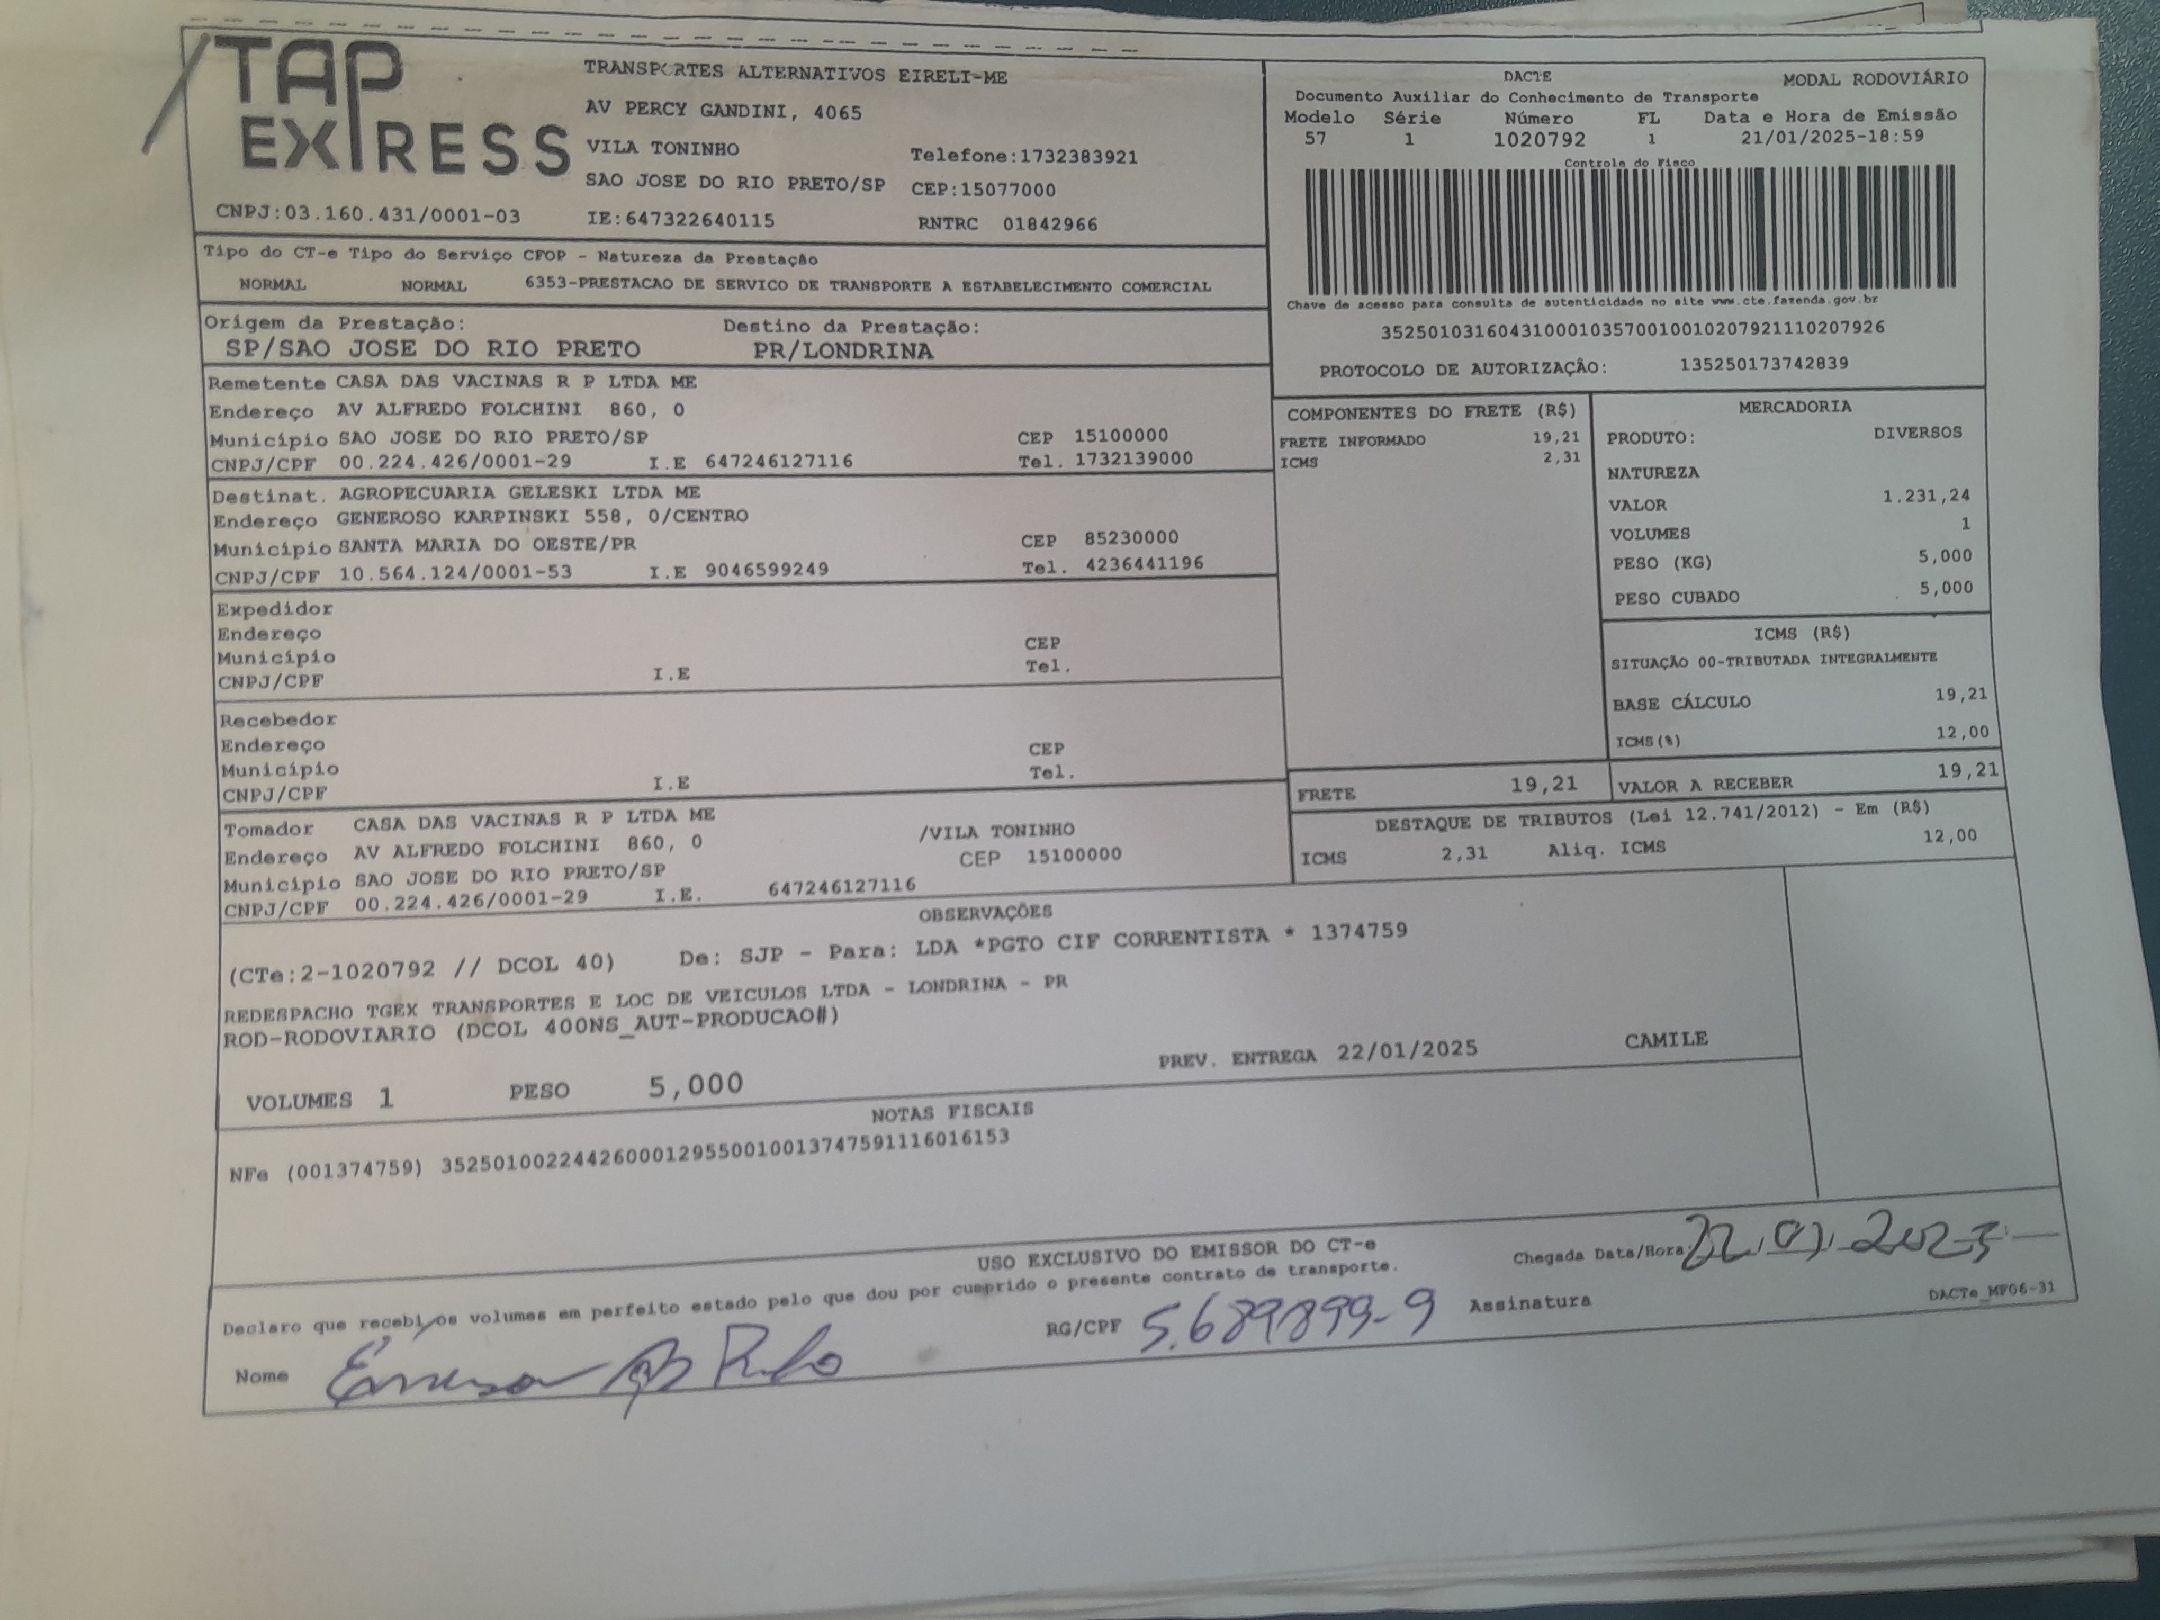 TAP EXPRESS
TRANSPORTES ALTERNATIVOS EIRELI-ME
AV PERCY GANDINI, 4065
VILA TONINHO Telefone:1732383921
SAO JOSE DO RIO PRETO/SP CEP:15077000
CNPJ:03.160.431/0001-03 IE:647322640115 RNTRC 01842966
DACTE MODAL RODOVIÁRIO
Documento Auxiliar do Conhecimento de Transporte
Modelo Série Número FL Data e Hora de Emissão
57 1 1020792 1 21/01/2025-18:59
Controle do Fisco
Chave de acesso para consulta de autenticidade no site www.cte.fazenda.gov.br
35250103160431000103570010010207921110207926
PROTOCOLO DE AUTORIZAÇÃO: 135250173742839
Tipo do CT-e Tipo do Serviço CFOP - Natureza da Prestação
NORMAL NORMAL 6353-PRESTACAO DE SERVICO DE TRANSPORTE A ESTABELECIMENTO COMERCIAL
Origem da Prestação: Destino da Prestação:
SP/SAO JOSE DO RIO PRETO PR/LONDRINA
Remetente CASA DAS VACINAS R P LTDA ME
Endereço AV ALFREDO FOLCHINI 860, 0
Município SAO JOSE DO RIO PRETO/SP CEP 15100000
CNPJ/CPF 00.224.426/0001-29 I.E 647246127116 Tel. 1732139000
Destinat. AGROPECUARIA GELESKI LTDA ME
Endereço GENEROSO KARPINSKI 558, 0/CENTRO
Município SANTA MARIA DO OESTE/PR CEP 85230000
CNPJ/CPF 10.564.124/0001-53 I.E 9046599249 Tel. 4236441196
Expedidor
Endereço
Município CEP
CNPJ/CPF I.E Tel.
Recebedor
Endereço
Município CEP
CNPJ/CPF I.E Tel.
Tomador CASA DAS VACINAS R P LTDA ME
Endereço AV ALFREDO FOLCHINI 860, 0 /VILA TONINHO
Município SAO JOSE DO RIO PRETO/SP CEP 15100000
CNPJ/CPF 00.224.426/0001-29 I.E. 647246127116
COMPONENTES DO FRETE (R$)
FRETE INFORMADO 19,21
ICMS 2,31
FRETE 19,21
MERCADORIA
PRODUTO: DIVERSOS
NATUREZA
VALOR 1.231,24
VOLUMES 1
PESO (KG) 5,000
PESO CUBADO 5,000
ICMS (R$)
SITUAÇÃO 00-TRIBUTADA INTEGRALMENTE
BASE CÁLCULO 19,21
ICMS(%) 12,00
VALOR A RECEBER 19,21
DESTAQUE DE TRIBUTOS (Lei 12.741/2012) - Em (R$)
ICMS 2,31 Aliq. ICMS 12,00
OBSERVAÇÕES
(CTe:2-1020792 // DCOL 40) De: SJP - Para: LDA *PGTO CIF CORRENTISTA * 1374759
REDESPACHO TGEX TRANSPORTES E LOC DE VEICULOS LTDA - LONDRINA - PR
ROD-RODOVIARIO (DCOL 400NS_AUT-PRODUCAO#)
PREV. ENTREGA 22/01/2025 CAMILE
VOLUMES 1 PESO 5,000
NOTAS FISCAIS
NFe (001374759) 35250100224426000129550010013747591116016153
USO EXCLUSIVO DO EMISSOR DO CT-e
Chegada Data/Hora 22.01.2025
Declaro que recebi os volumes em perfeito estado pelo que dou por cumprido o presente contrato de transporte.
Nome RG/CPF 5.689899-9 Assinatura
DACTe_MF06-31